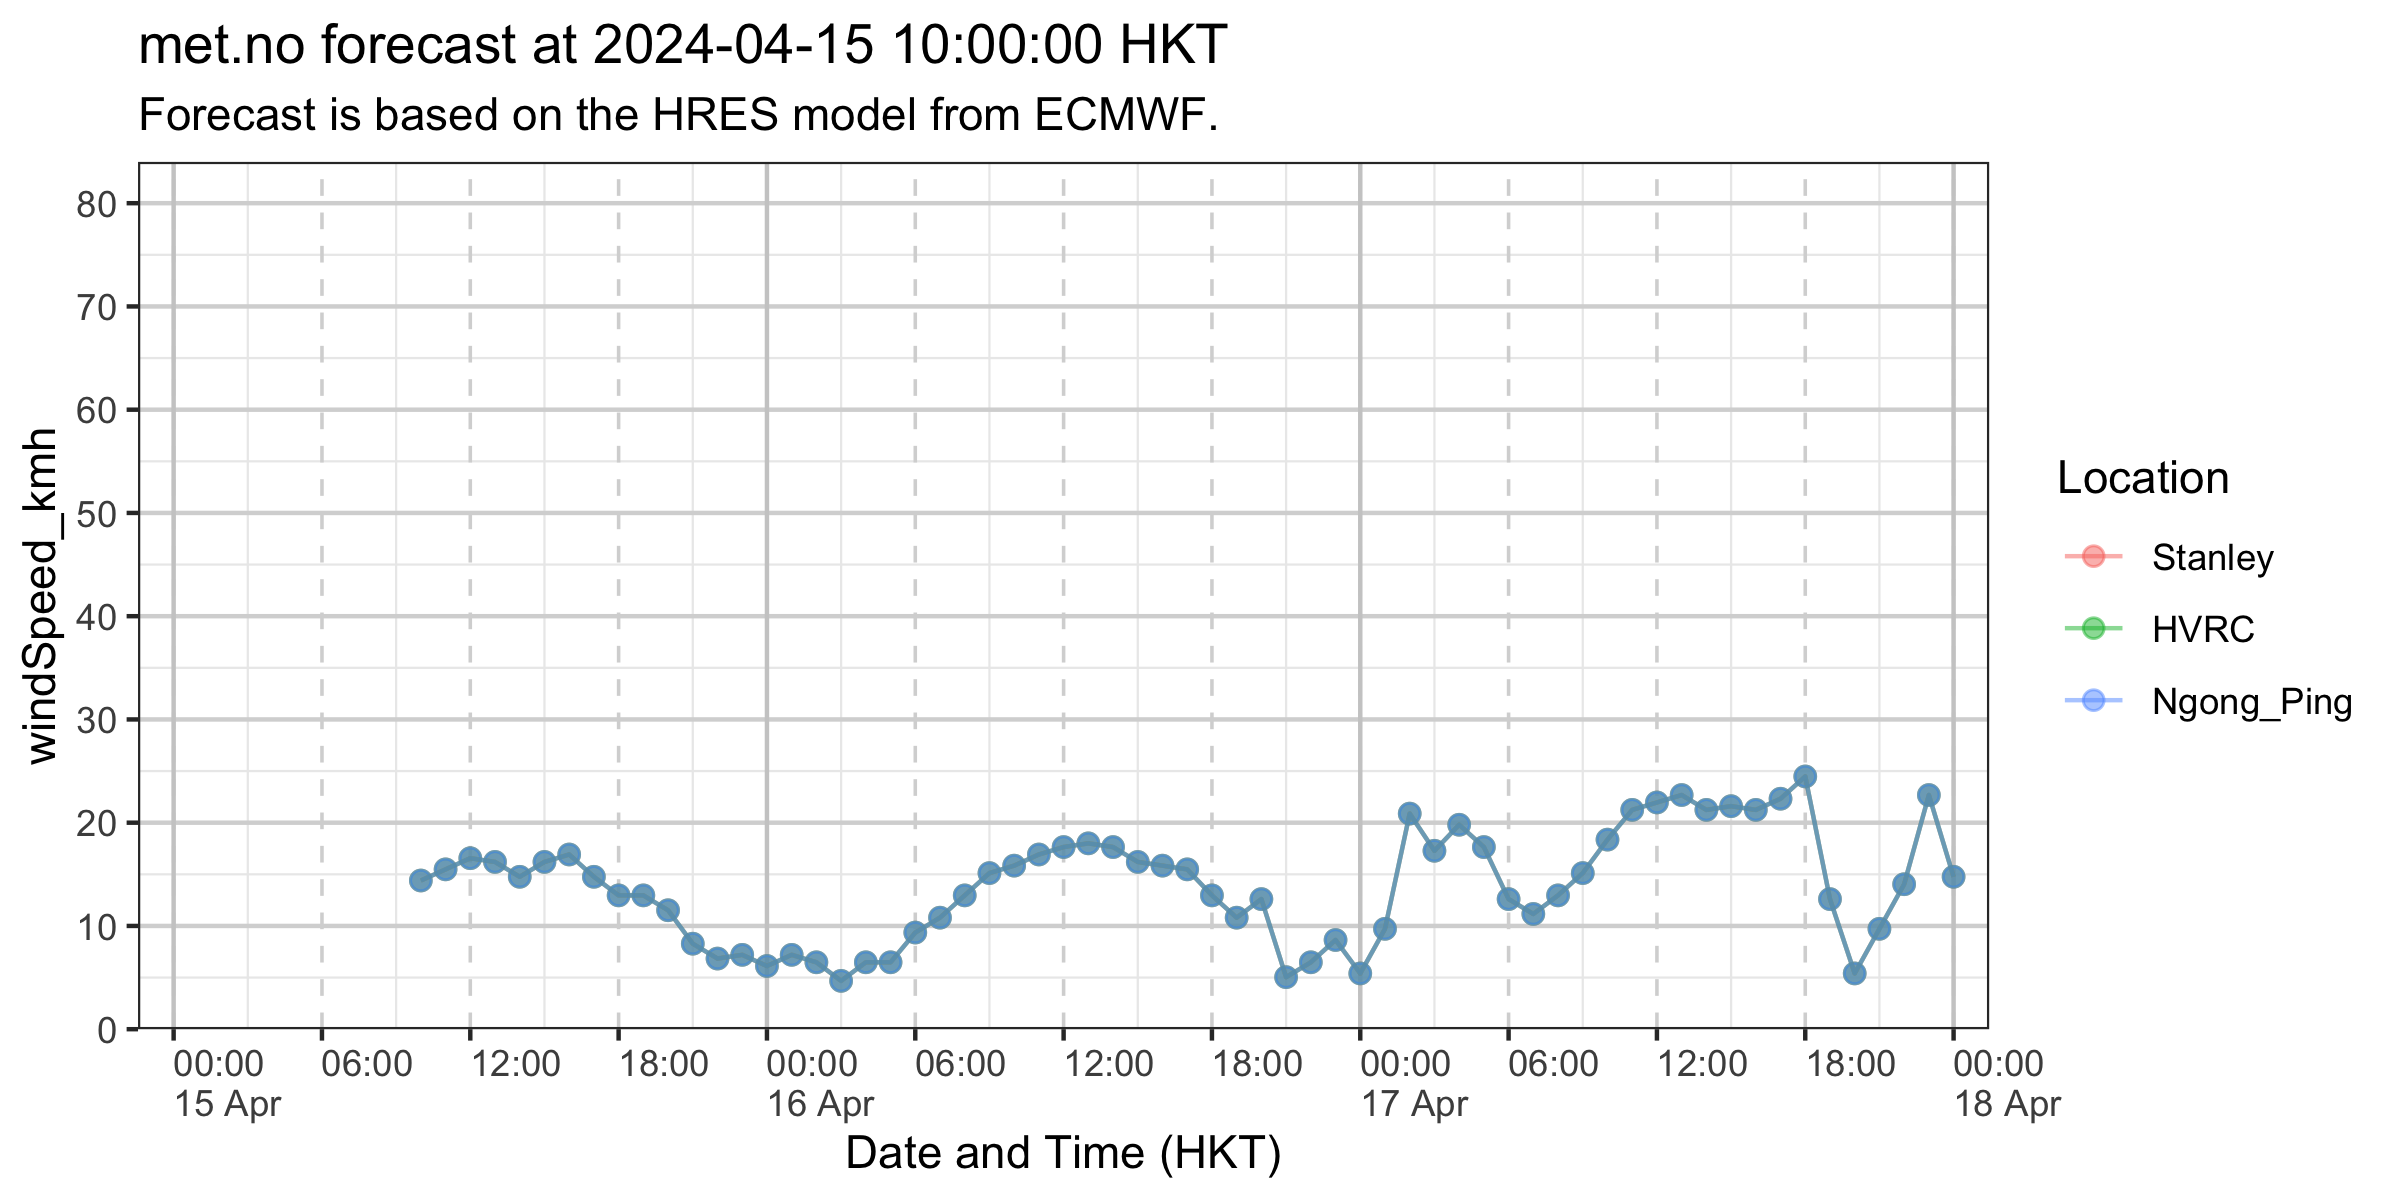 met.no forecast at 2024-04-15 10:00:00 HKT
Forecast is based on the HRES model from ECMWF.
windSpeed_kmh
80
70
60
50
40
30
20
10
0
00:00 06:00 12:00 18:00 00:00 06:00 12:00 18:00 00:00 06:00 12:00 18:00 00:00
15 Apr 16 Apr 17 Apr 18 Apr
Date and Time (HKT)
Location
Stanley
HVRC
Ngong_Ping